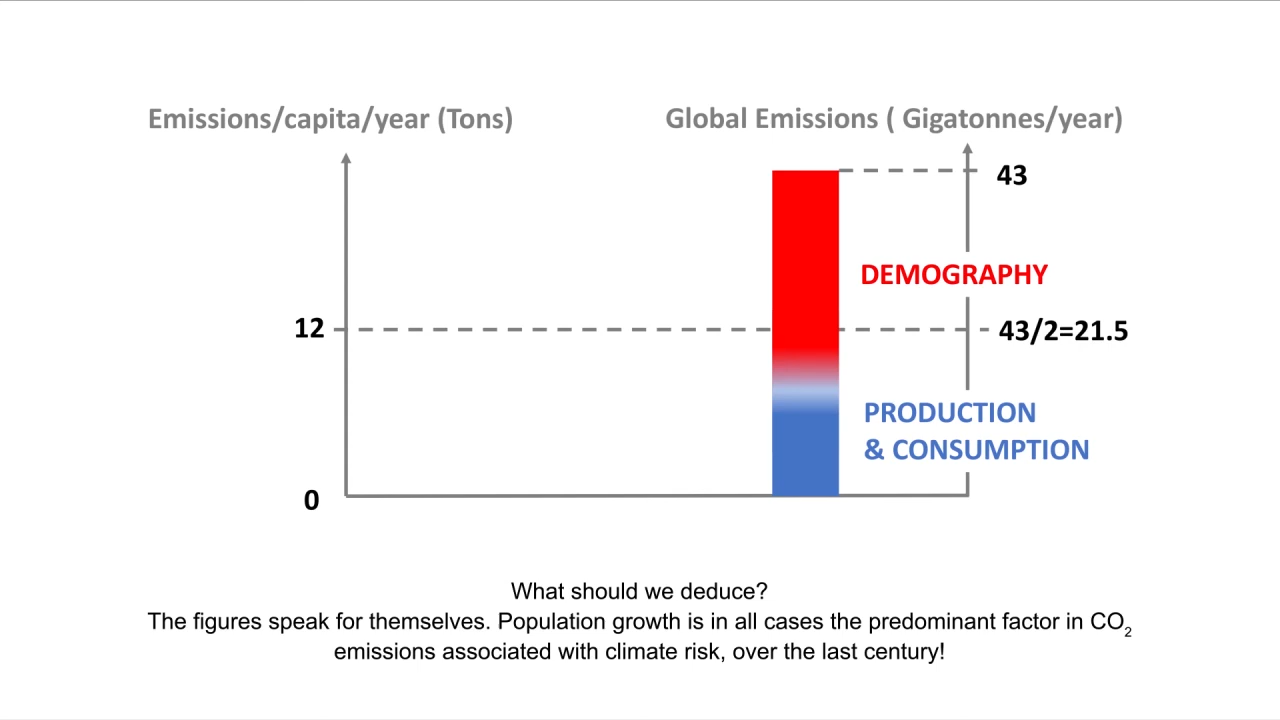 Emissions/capita/year (Tons)
Global Emissions ( Gigatonnes/year)
43
DEMOGRAPHY
12
43/2=21.5
PRODUCTION
& CONSUMPTION
0
What should we deduce?
The figures speak for themselves. Population growth is in all cases the predominant factor in CO2
emissions associated with climate risk, over the last century!